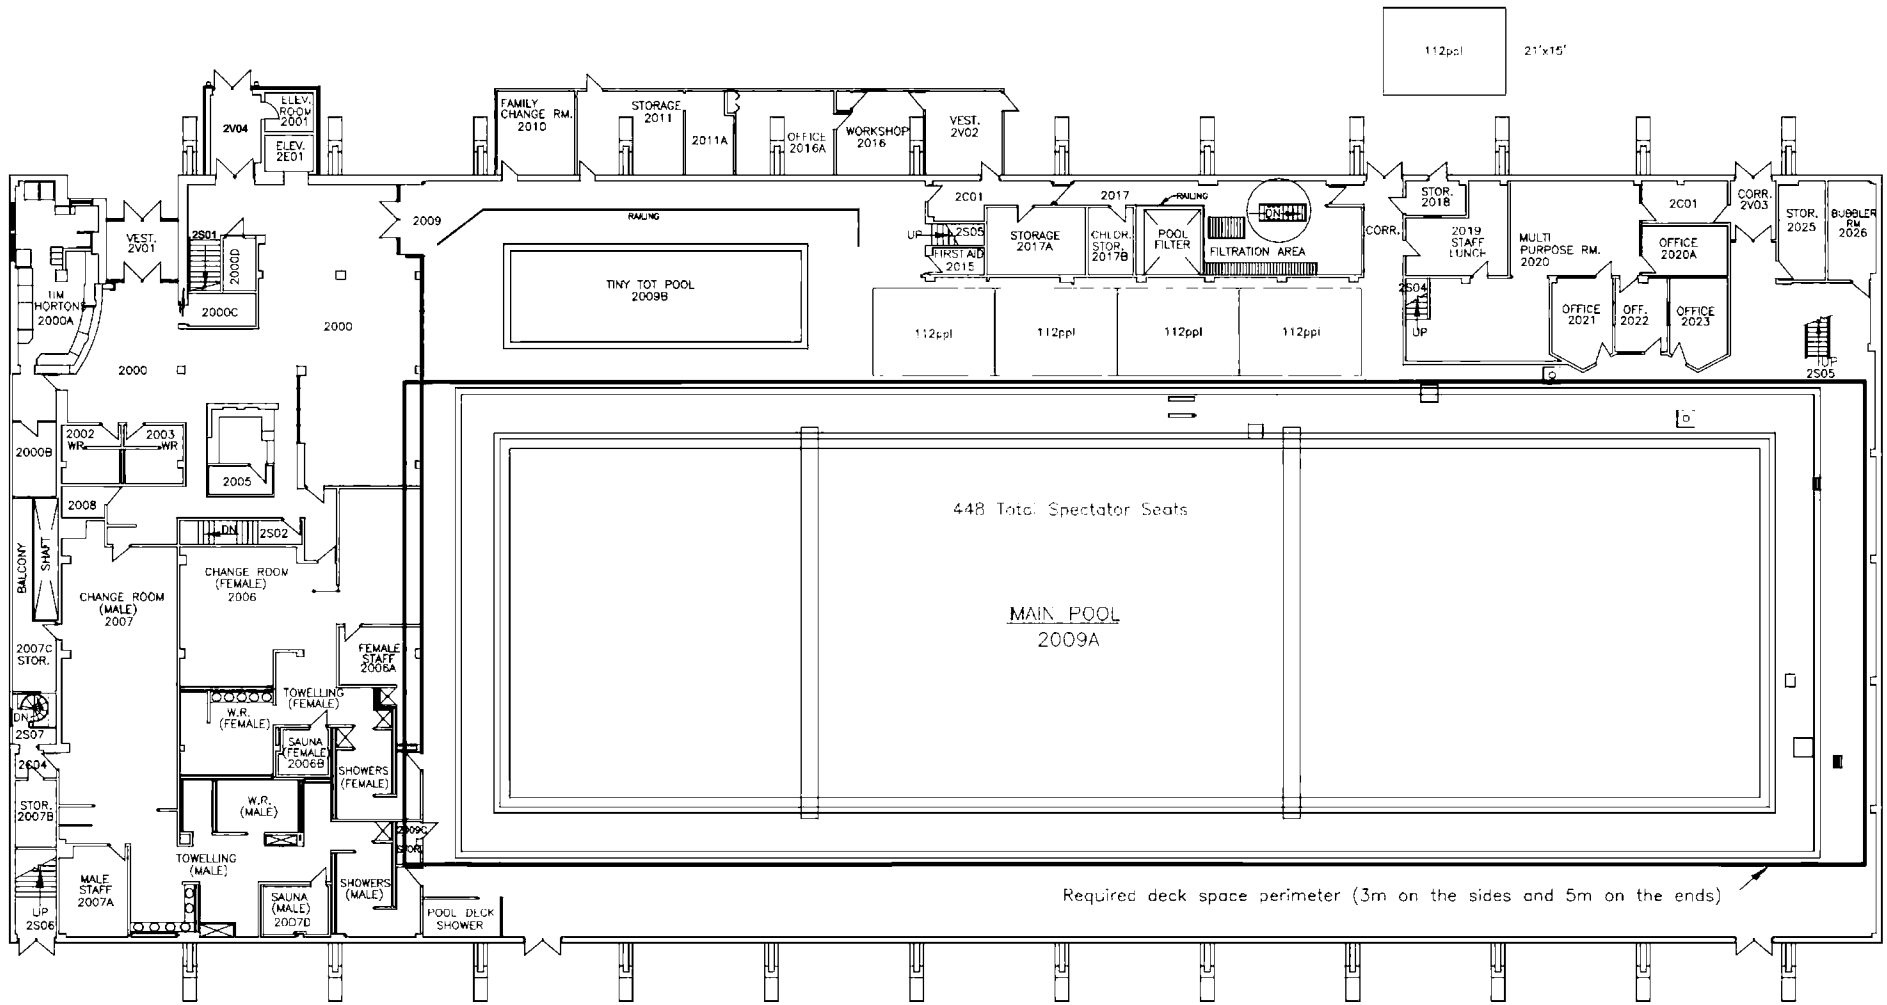 112ppl
21'x15'
ELEV.
ROOM
2001
2V04
ELEV.
2E01
FAMILY
CHANGE RM.
2010
STORAGE
2011
2011A
OFFICE
2016A
WORKSHOP
2016
VEST.
2V02
2009
RAILING
2C01
2017
RAILING
DN
STOR.
2018
2C01
CORR.
2V03
STOR.
2025
BUBBLER
RM
2026
VEST.
2V01
2S01
2000D
2000C
TIM
HORTONS
2000A
2000
2000
TINY TOT POOL
2009B
UP
2S05
FIRST AID
2015
STORAGE
2017A
CHLOR.
STOR.
2017B
POOL
FILTER
FILTRATION AREA
CORR.
2019
STAFF
LUNCH
MULTI
PURPOSE RM.
2020
OFFICE
2020A
2S04
UP
OFFICE
2021
OFF.
2022
OFFICE
2023
UP
2S05
112ppl
112ppl
112ppl
112ppl
2002
WR
2003
WR
2000B
2005
2008
DN
2S02
BALCONY
SHAFT
448 Total Spectator Seats
CHANGE ROOM
(FEMALE)
2006
CHANGE ROOM
(MALE)
2007
MAIN POOL
2009A
2007C
STOR.
FEMALE
STAFF
2006A
TOWELLING
(FEMALE)
W.R.
(FEMALE)
DN
2S07
SAUNA
(FEMALE)
2006B
SHOWERS
(FEMALE)
2C04
STOR.
2007B
W.R.
(MALE)
2009C
STOR.
TOWELLING
(MALE)
MALE
STAFF
2007A
SAUNA
(MALE)
2007D
SHOWERS
(MALE)
UP
2S06
POOL DECK
SHOWER
Required deck space perimeter (3m on the sides and 5m on the ends)